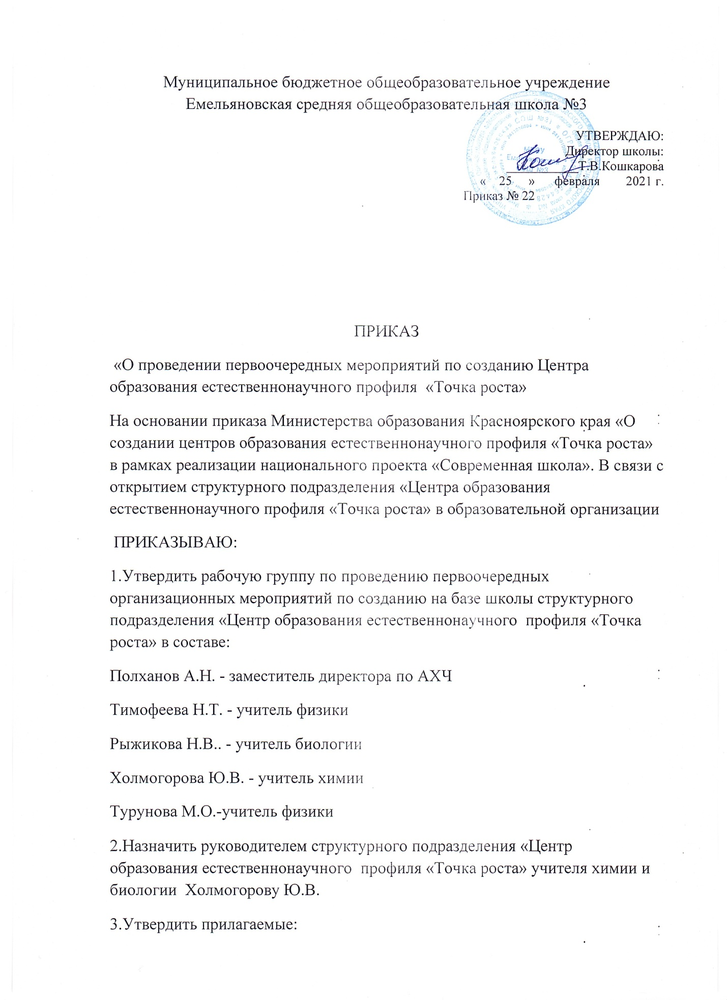 Муниципальное бюджетное общеобразовательное учреждение
Емельяновская средняя общеобразовательная школа №3
УТВЕРЖДАЮ:
Директор школы:
___________Т.В.Кошкарова
« 25 » февраля 2021 г.
Приказ № 22
ПРИКАЗ
«О проведении первоочередных мероприятий по созданию Центра
образования естественнонаучного профиля «Точка роста»
На основании приказа Министерства образования Красноярского края «О
создании центров образования естественнонаучного профиля «Точка роста»
в рамках реализации национального проекта «Современная школа». В связи с
открытием структурного подразделения «Центра образования
естественнонаучного профиля «Точка роста» в образовательной организации
ПРИКАЗЫВАЮ:
1.Утвердить рабочую группу по проведению первоочередных
организационных мероприятий по созданию на базе школы структурного
подразделения «Центр образования естественнонаучного профиля «Точка
роста» в составе:
Полханов А.Н. - заместитель директора по АХЧ
Тимофеева Н.Т. - учитель физики
Рыжикова Н.В.. - учитель биологии
Холмогорова Ю.В. - учитель химии
Турунова М.О.-учитель физики
2.Назначить руководителем структурного подразделения «Центр
образования естественнонаучного профиля «Точка роста» учителя химии и
биологии Холмогорову Ю.В.
3.Утвердить прилагаемые: